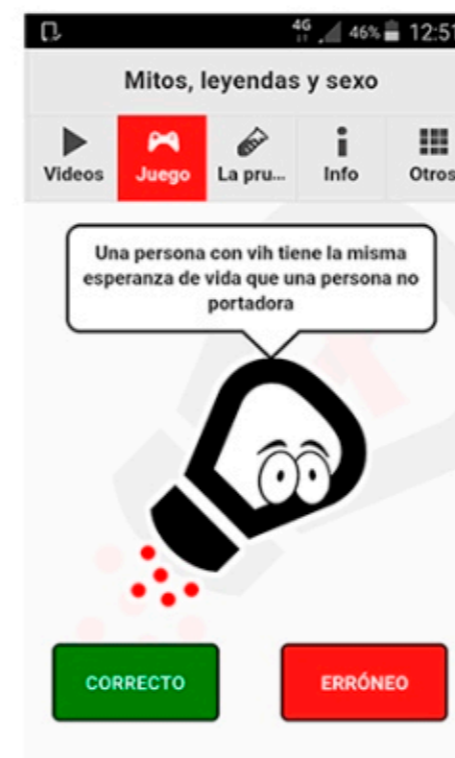 4G 46% 12:51
Mitos, leyendas y sexo
Videos Juego La pru... Info Otros
Una persona con vih tiene la misma
esperanza de vida que una persona no
portadora
CORRECTO ERRÓNEO